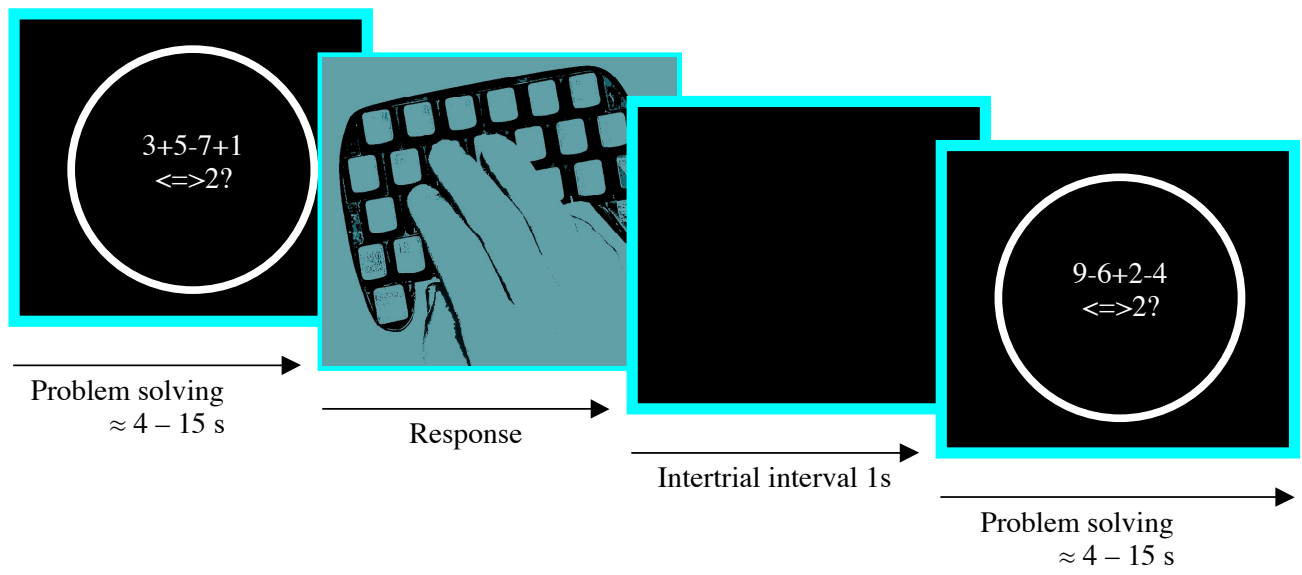 3+5-7+1
<=>2?
Problem solving
≈ 4 – 15 s
Response
Intertrial interval 1s
9-6+2-4
<=>2?
Problem solving
≈ 4 – 15 s